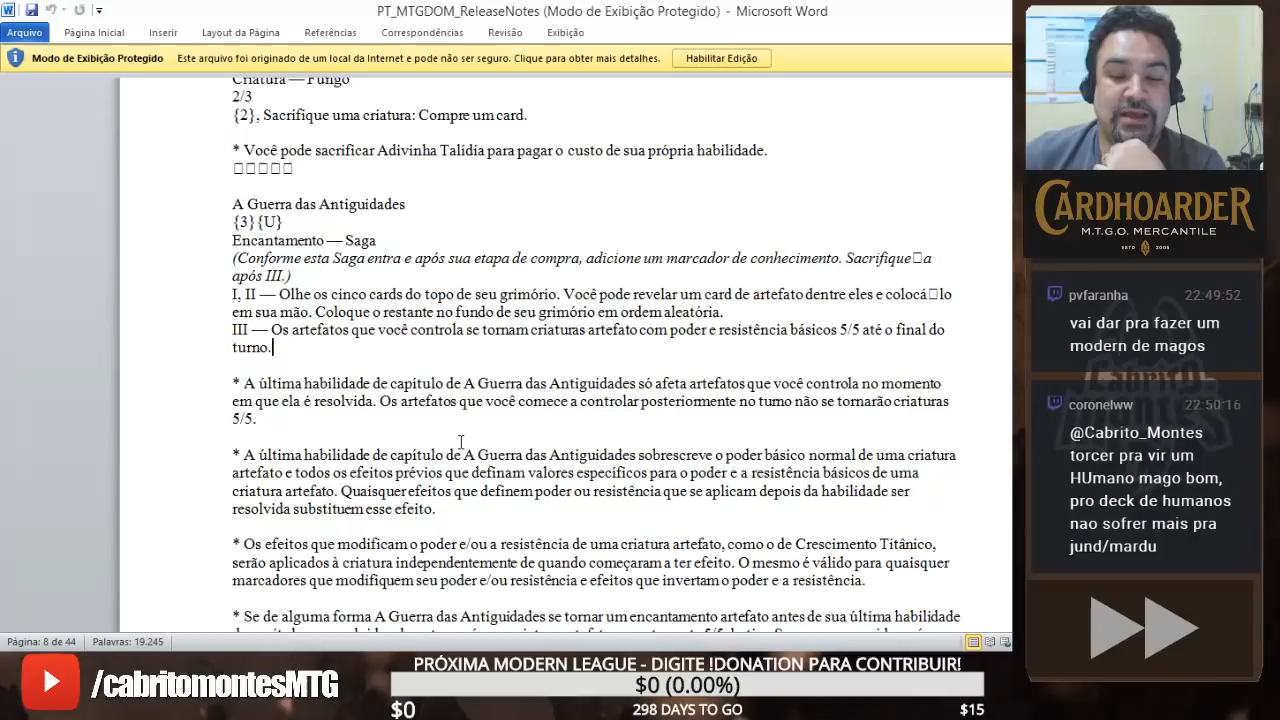 PT_MTGDOM_ReleaseNotes (Modo de Exibição Protegido) - Microsoft Word
Arquivo Página Inicial Inserir Layout da Página Referências Correspondências Revisão Exibição
Modo de Exibição Protegido Este arquivo foi originado de um local da Internet e pode não ser seguro. Clique para obter mais detalhes. Habilitar Edição
Criatura — Fungo
2/3
{2}, Sacrifique uma criatura: Compre um card.
* Você pode sacrificar Adivinha Talídia para pagar o custo de sua própria habilidade.
A Guerra das Antiguidades
{3}{U}
Encantamento — Saga
(Conforme esta Saga entra e após sua etapa de compra, adicione um marcador de conhecimento. Sacrifique□a
após III.)
I, II — Olhe os cinco cards do topo de seu grimório. Você pode revelar um card de artefato dentre eles e colocá□lo
em sua mão. Coloque o restante no fundo de seu grimório em ordem aleatória.
III — Os artefatos que você controla se tornam criaturas artefato com poder e resistência básicos 5/5 até o final do
turno.
* A última habilidade de capítulo de A Guerra das Antiguidades só afeta artefatos que você controla no momento
em que ela é resolvida. Os artefatos que você comece a controlar posteriormente no turno não se tornarão criaturas
5/5.
* A última habilidade de capítulo de A Guerra das Antiguidades sobrescreve o poder básico normal de uma criatura
artefato e todos os efeitos prévios que definam valores específicos para o poder e a resistência básicos de uma
criatura artefato. Quaisquer efeitos que definem poder ou resistência que se aplicam depois da habilidade ser
resolvida substituem esse efeito.
* Os efeitos que modificam o poder e/ou a resistência de uma criatura artefato, como o de Crescimento Titânico,
serão aplicados à criatura independentemente de quando começaram a ter efeito. O mesmo é válido para quaisquer
marcadores que modifiquem seu poder e/ou resistência e efeitos que invertam o poder e a resistência.
* Se de alguma forma A Guerra das Antiguidades se tornar um encantamento artefato antes de sua última habilidade
Página: 8 de 44 Palavras: 19.245
CARDHOARDER
M.T.G.O. MERCANTILE
ESTD 2006
pvfaranha 22:49:52
vai dar pra fazer um
modern de magos
coronelww 22:50:16
@Cabrito_Montes
torcer pra vir um
HUmano mago bom,
pro deck de humanos
nao sofrer mais pra
jund/mardu
/cabritomontesMTG
PRÓXIMA MODERN LEAGUE - DIGITE !DONATION PARA CONTRIBUIR!
$0 (0.00%)
$0 298 DAYS TO GO $15